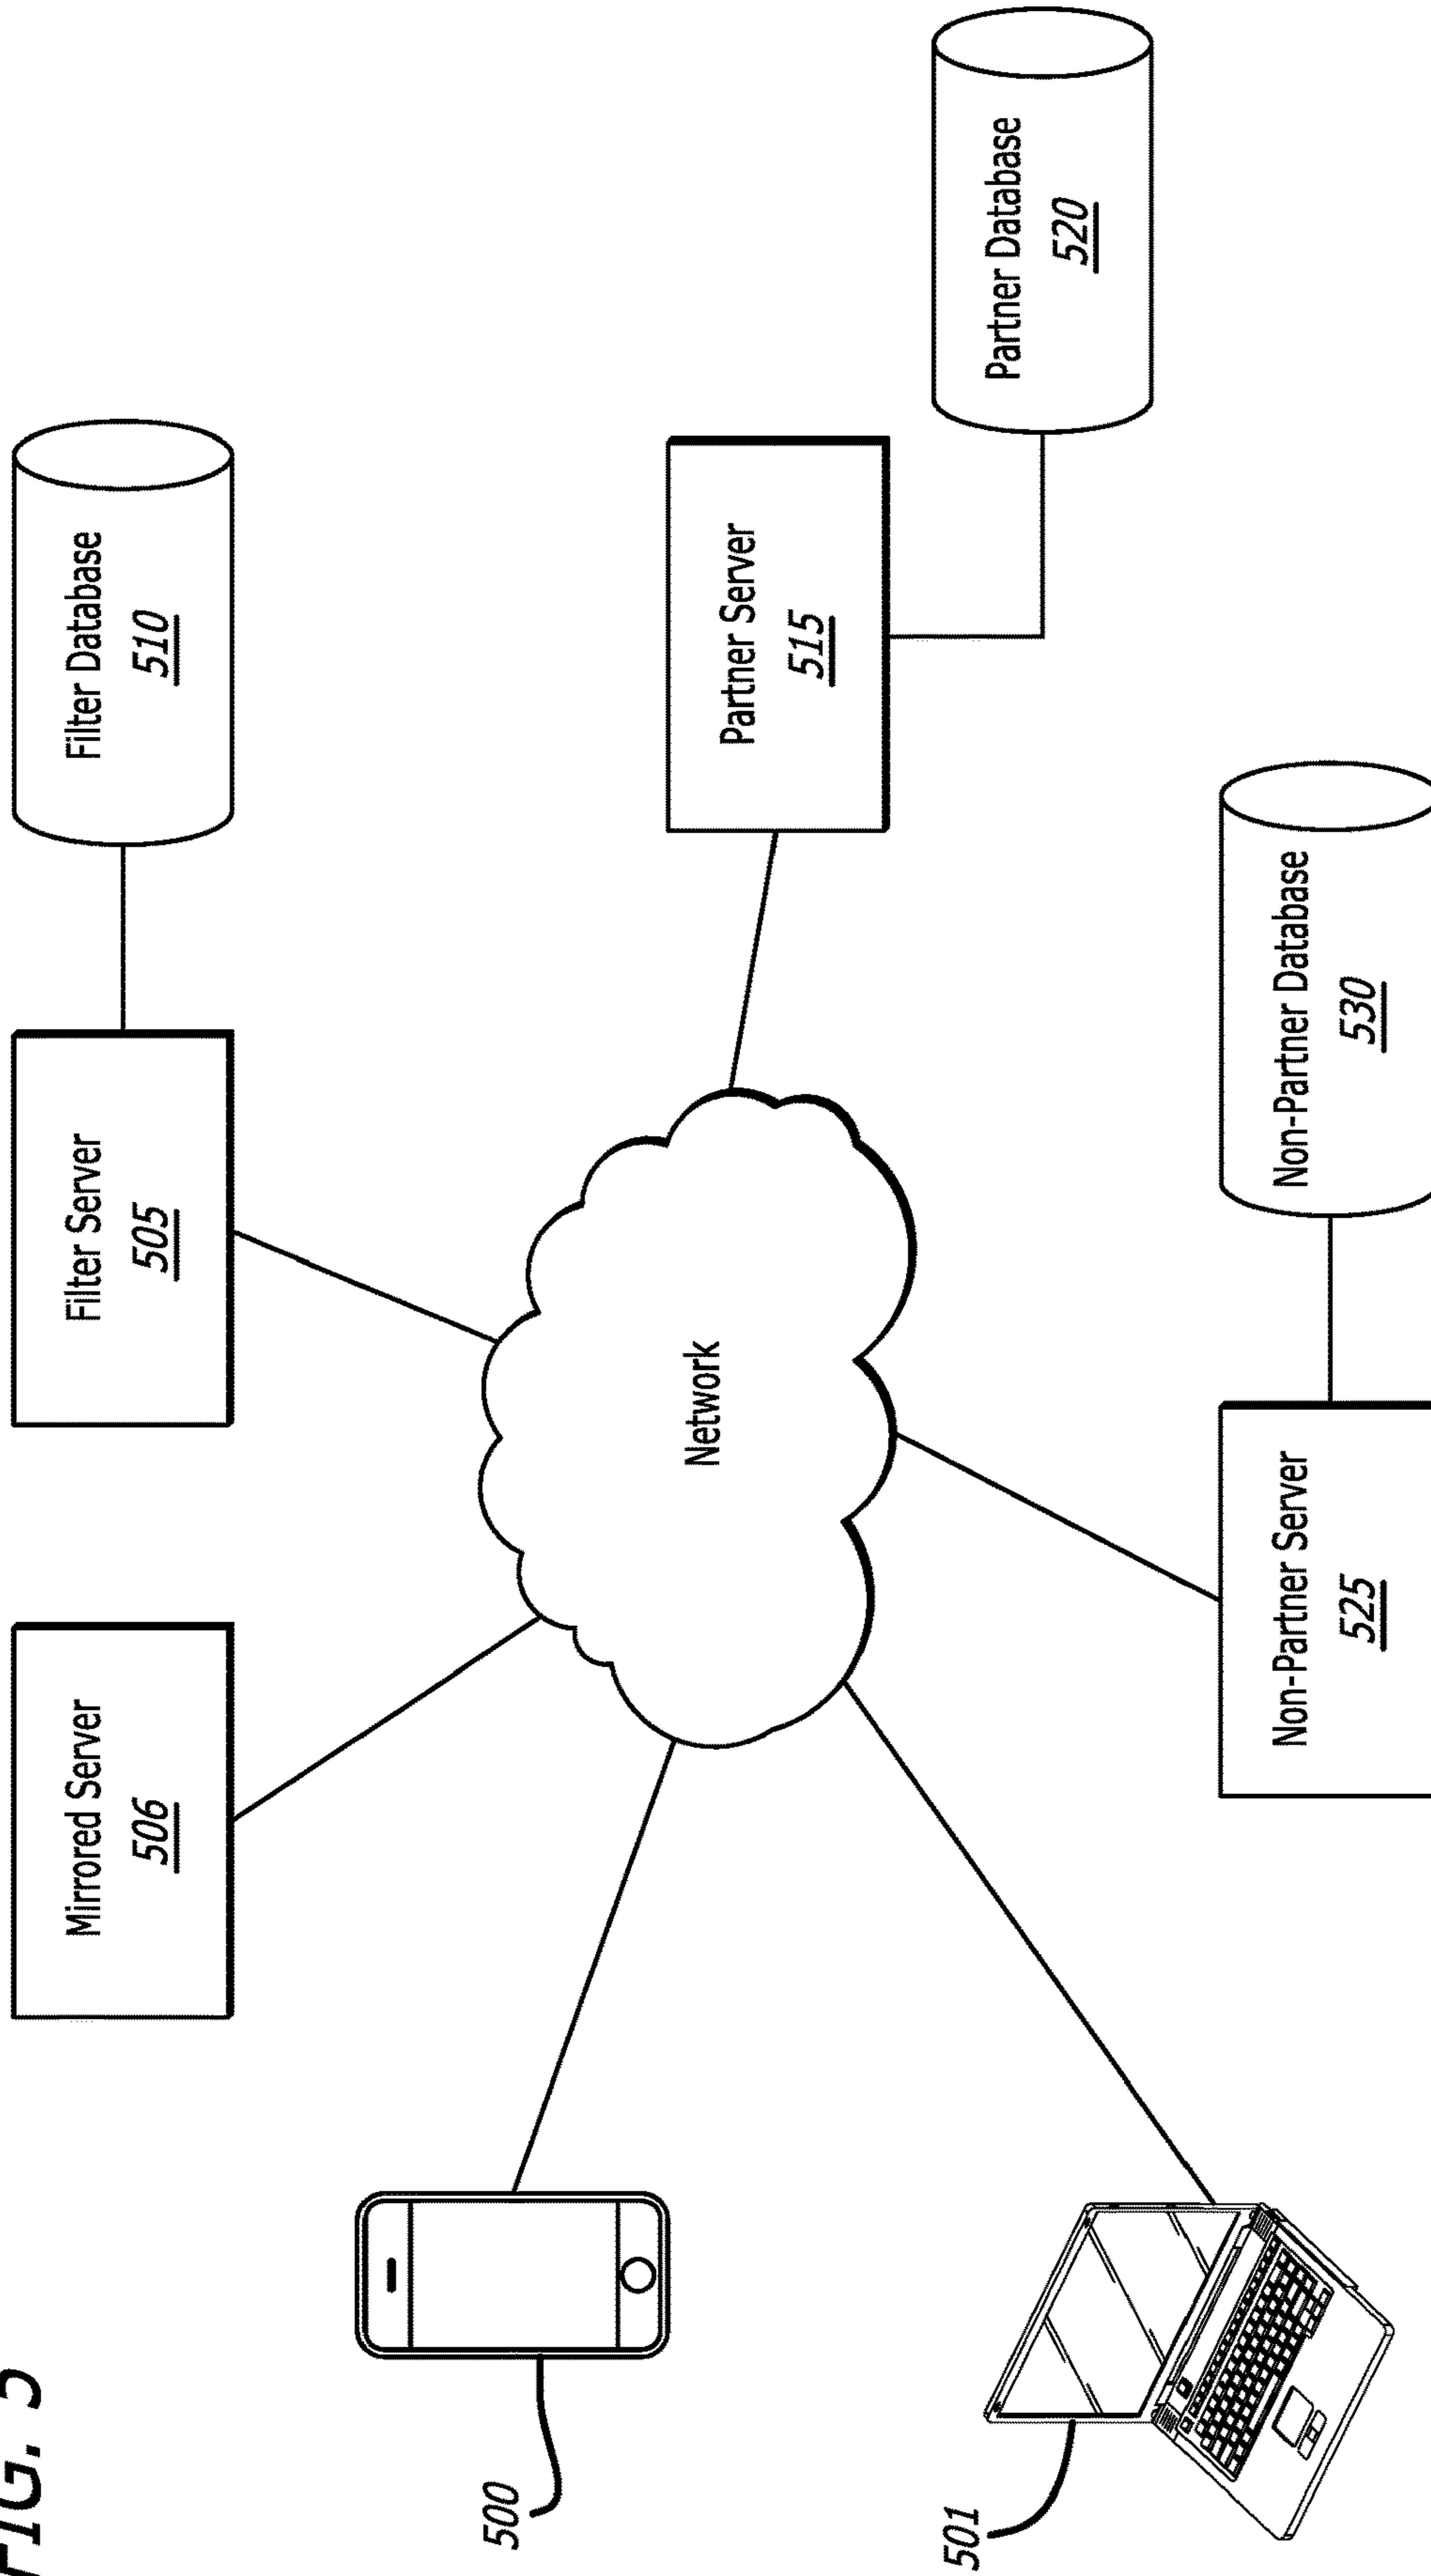 FIG. 5
Mirrored Server
506
Filter Server
505
Filter Database
510
500
Network
Partner Server
515
Partner Database
520
501
Non-Partner Server
525
Non-Partner Database
530